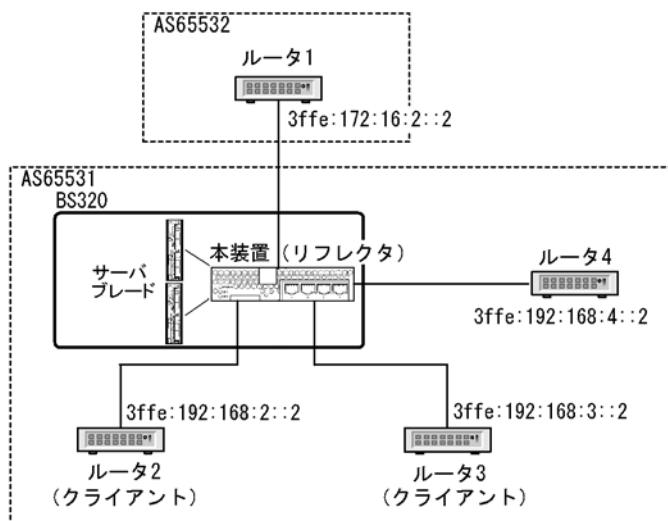 AS65532
ルータ1
3ffe:172:16:2::2
AS65531
BS320
本装置 (リフレクタ)
サーバ
ブレード
ルータ4
3ffe:192:168:4::2
3ffe:192:168:2::2
3ffe:192:168:3::2
ルータ2
(クライアント)
ルータ3
(クライアント)